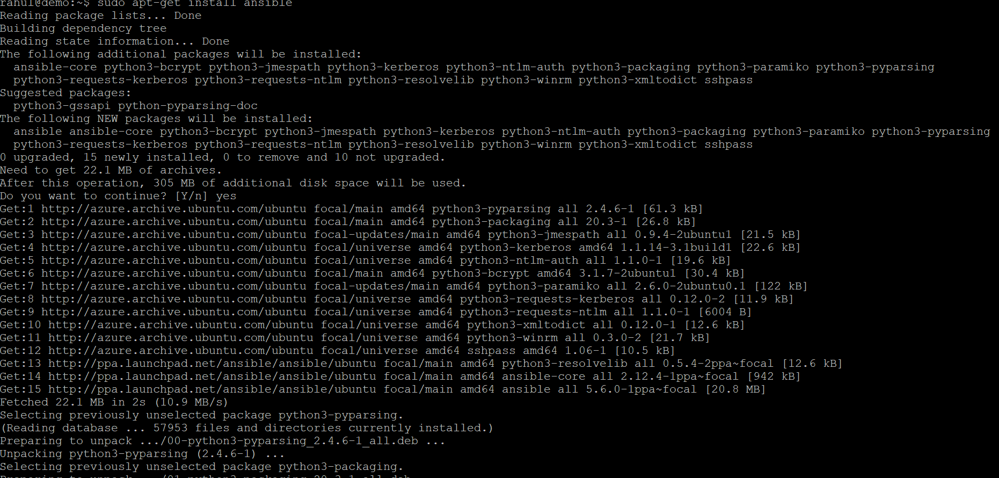 rahul@demo:~$ sudo apt-get install ansible
Reading package lists... Done
Building dependency tree
Reading state information... Done
The following additional packages will be installed:
  ansible-core python3-bcrypt python3-jmespath python3-kerberos python3-ntlm-auth python3-packaging python3-paramiko python3-pyparsing
  python3-requests-kerberos python3-requests-ntlm python3-resolvelib python3-winrm python3-xmltodict sshpass
Suggested packages:
  python3-gssapi python-pyparsing-doc
The following NEW packages will be installed:
  ansible ansible-core python3-bcrypt python3-jmespath python3-kerberos python3-ntlm-auth python3-packaging python3-paramiko python3-pyparsing
  python3-requests-kerberos python3-requests-ntlm python3-resolvelib python3-winrm python3-xmltodict sshpass
0 upgraded, 15 newly installed, 0 to remove and 10 not upgraded.
Need to get 22.1 MB of archives.
After this operation, 305 MB of additional disk space will be used.
Do you want to continue? [Y/n] yes
Get:1 http://azure.archive.ubuntu.com/ubuntu focal/main amd64 python3-pyparsing all 2.4.6-1 [61.3 kB]
Get:2 http://azure.archive.ubuntu.com/ubuntu focal/main amd64 python3-packaging all 20.3-1 [26.8 kB]
Get:3 http://azure.archive.ubuntu.com/ubuntu focal-updates/main amd64 python3-jmespath all 0.9.4-2ubuntu1 [21.5 kB]
Get:4 http://azure.archive.ubuntu.com/ubuntu focal/universe amd64 python3-kerberos amd64 1.1.14-3.1build1 [22.6 kB]
Get:5 http://azure.archive.ubuntu.com/ubuntu focal/universe amd64 python3-ntlm-auth all 1.1.0-1 [19.6 kB]
Get:6 http://azure.archive.ubuntu.com/ubuntu focal/main amd64 python3-bcrypt amd64 3.1.7-2ubuntu1 [30.4 kB]
Get:7 http://azure.archive.ubuntu.com/ubuntu focal-updates/main amd64 python3-paramiko all 2.6.0-2ubuntu0.1 [122 kB]
Get:8 http://azure.archive.ubuntu.com/ubuntu focal/universe amd64 python3-requests-kerberos all 0.12.0-2 [11.9 kB]
Get:9 http://azure.archive.ubuntu.com/ubuntu focal/universe amd64 python3-requests-ntlm all 1.1.0-1 [6004 B]
Get:10 http://azure.archive.ubuntu.com/ubuntu focal/universe amd64 python3-xmltodict all 0.12.0-1 [12.6 kB]
Get:11 http://azure.archive.ubuntu.com/ubuntu focal/universe amd64 python3-winrm all 0.3.0-2 [21.7 kB]
Get:12 http://azure.archive.ubuntu.com/ubuntu focal/universe amd64 sshpass amd64 1.06-1 [10.5 kB]
Get:13 http://ppa.launchpad.net/ansible/ansible/ubuntu focal/main amd64 python3-resolvelib all 0.5.4-2ppa~focal [12.6 kB]
Get:14 http://ppa.launchpad.net/ansible/ansible/ubuntu focal/main amd64 ansible-core all 2.12.4-1ppa~focal [942 kB]
Get:15 http://ppa.launchpad.net/ansible/ansible/ubuntu focal/main amd64 ansible all 5.6.0-1ppa~focal [20.8 MB]
Fetched 22.1 MB in 2s (10.9 MB/s)
Selecting previously unselected package python3-pyparsing.
(Reading database ... 57953 files and directories currently installed.)
Preparing to unpack .../00-python3-pyparsing_2.4.6-1_all.deb ...
Unpacking python3-pyparsing (2.4.6-1) ...
Selecting previously unselected package python3-packaging.
Preparing to unpack .../01-python3-packaging_20.3-1_all.deb ...